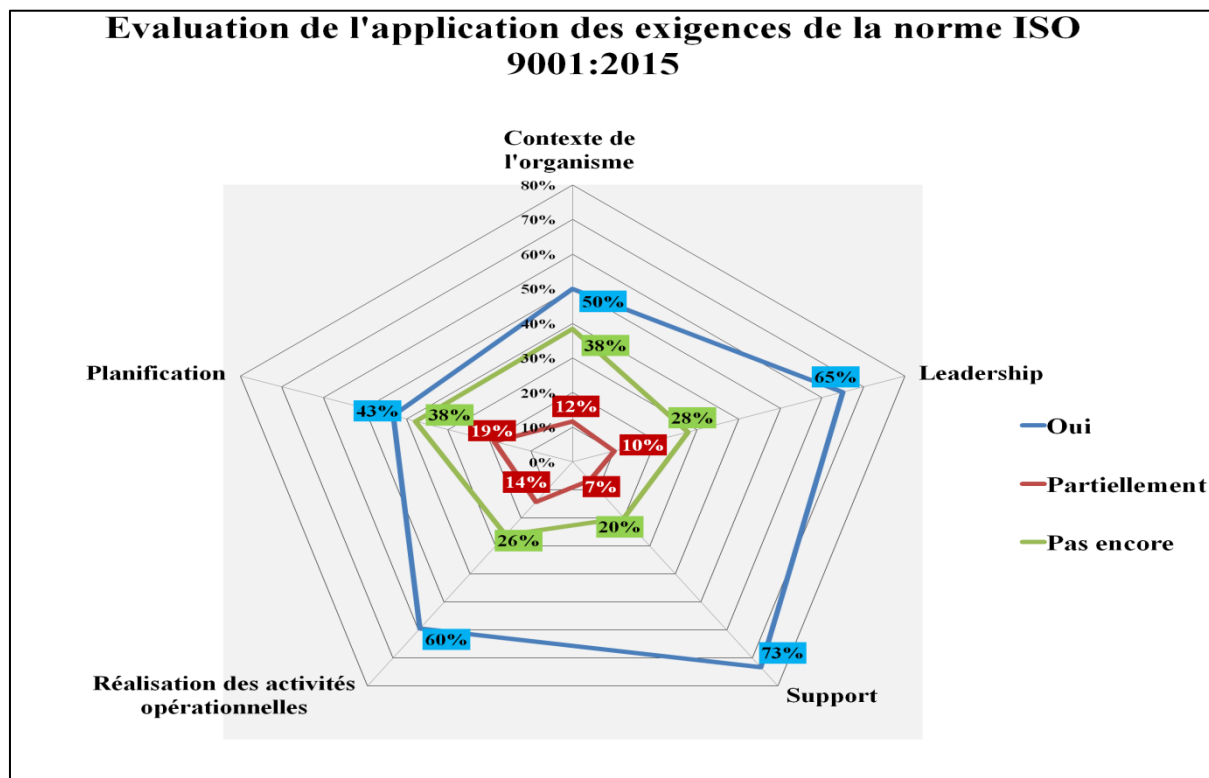 Evaluation de l'application des exigences de la norme ISO
9001:2015
Contexte de
l'organisme
80%
70%
60%
50%
40%
30%
20%
10%
0%
50%
38%
12%
Leadership
65%
28%
10%
Support
73%
20%
7%
Réalisation des activités
opérationnelles
60%
26%
14%
Planification
43%
38%
19%
Oui
Partiellement
Pas encore